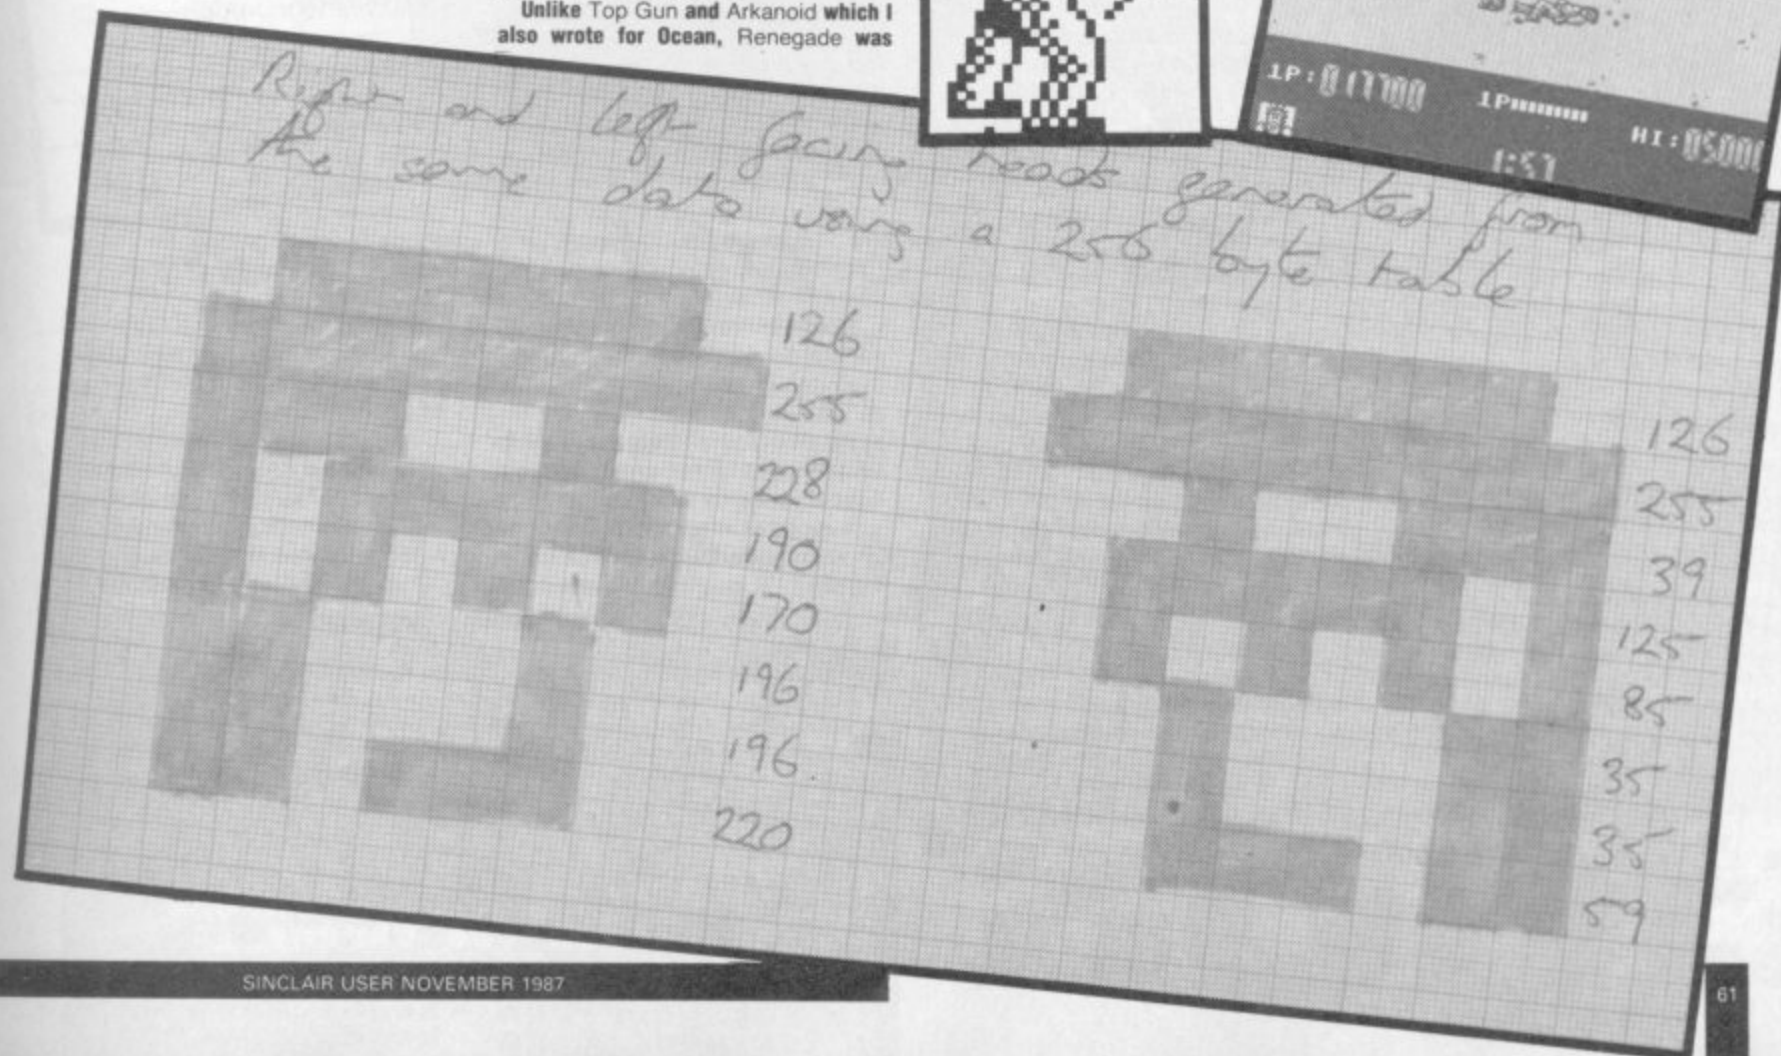 Unlike Top Gun and Arkanoid which I
also wrote for Ocean, Renegade was
1P:017700
1P
HI:05000
1:57
Right and left facing heads generated from
the same data using a 256 byte table
126
255
228
190
170
196
196.
220
126
255
39
125
85
35
35
59
SINCLAIR USER NOVEMBER 1987
61